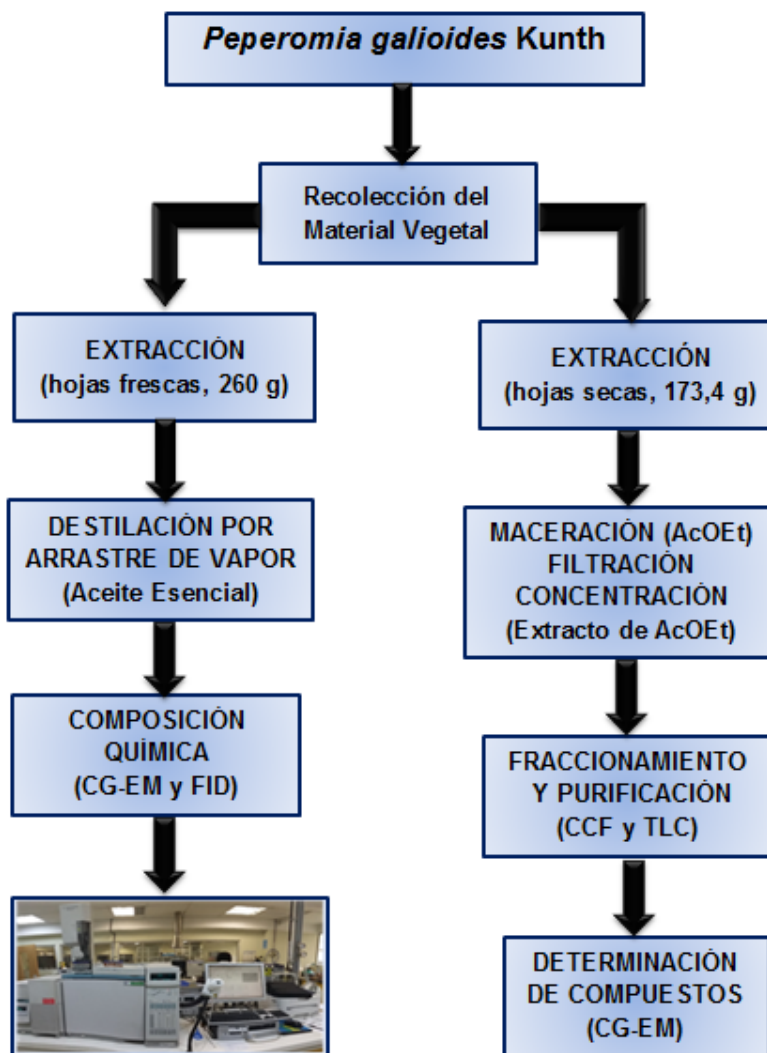 Peperomia galioides Kunth
Recolección del
Material Vegetal
EXTRACCIÓN
(hojas frescas, 260 g)
DESTILACIÓN POR
ARRASTRE DE VAPOR
(Aceite Esencial)
COMPOSICIÓN
QUÍMICA
(CG-EM y FID)
EXTRACCIÓN
(hojas secas, 173,4 g)
MACERACIÓN (AcOEt)
FILTRACIÓN
CONCENTRACIÓN
(Extracto de AcOEt)
FRACCIONAMIENTO
Y PURIFICACIÓN
(CCF y TLC)
DETERMINACIÓN
DE COMPUESTOS
(CG-EM)